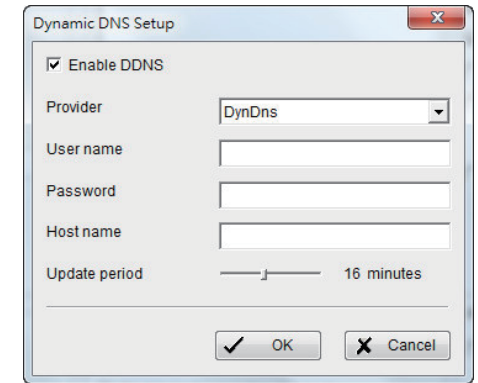 Dynamic DNS Setup
Enable DDNS
Provider DynDns
User name
Password
Host name
Update period 16 minutes
OK Cancel